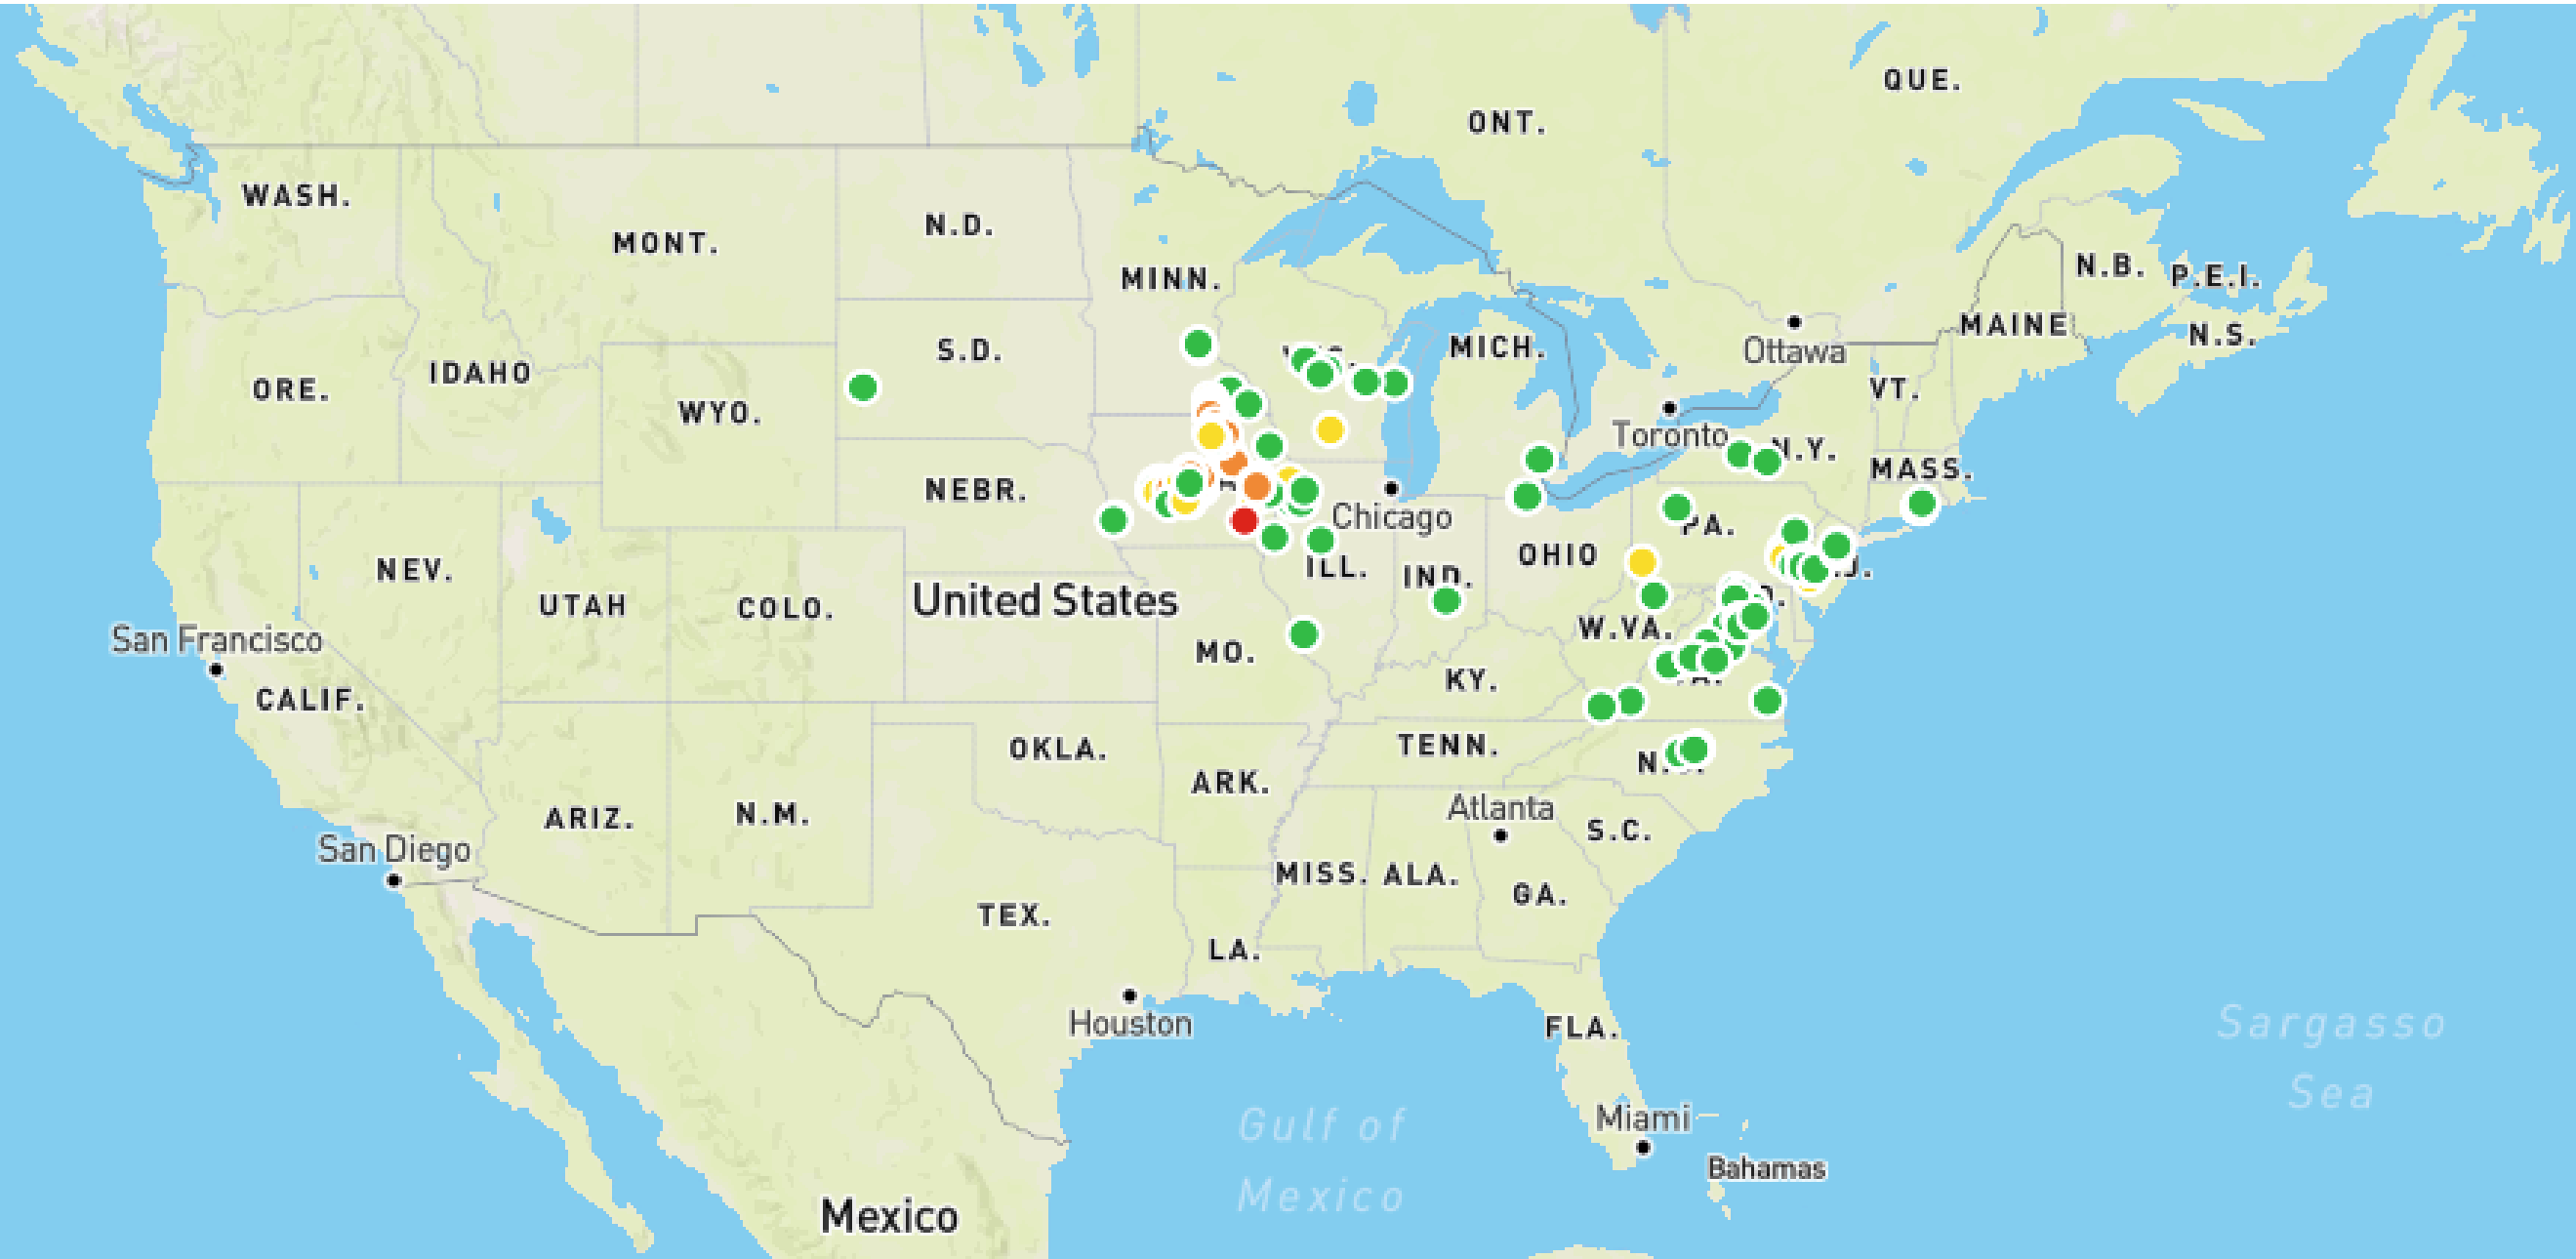 QUE.
ONT.
WASH.
MONT.
N.D.
MINN.
N.B.
P.E.I.
MAINE
N.S.
Ottawa
MICH.
S.D.
IDAHO
ORE.
WYO.
VT.
Toronto
N.Y.
MASS.
NEBR.
Chicago
PA.
OHIO
ILL.
IND.
NEV.
UTAH
COLO.
United States
W.VA.
San Francisco
MO.
KY.
CALIF.
TENN.
OKLA.
ARK.
Atlanta
ARIZ.
N.M.
S.C.
San Diego
MISS.
ALA.
GA.
TEX.
LA.
Houston
FLA.
Sargasso
Sea
Miami
Gulf of
Mexico
Bahamas
Mexico